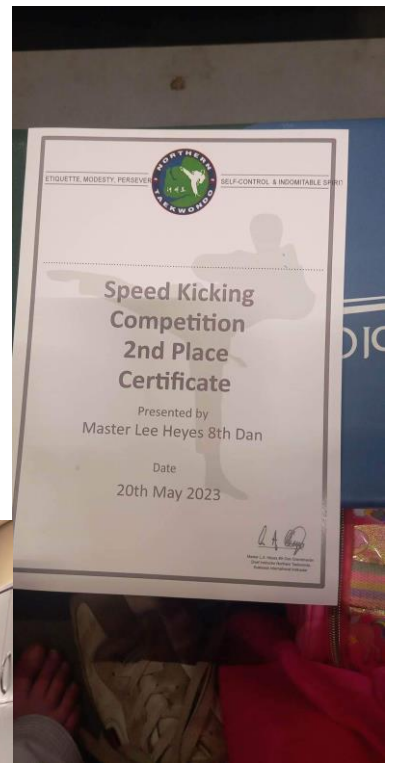 NORTHERN
TAEKWONDO
ETIQUETTE, MODESTY, PERSEVER
SELF-CONTROL & INDOMITABLE SPIRIT
Speed Kicking
Competition
2nd Place
Certificate
Presented by
Master Lee Heyes 8th Dan
Date
20th May 2023